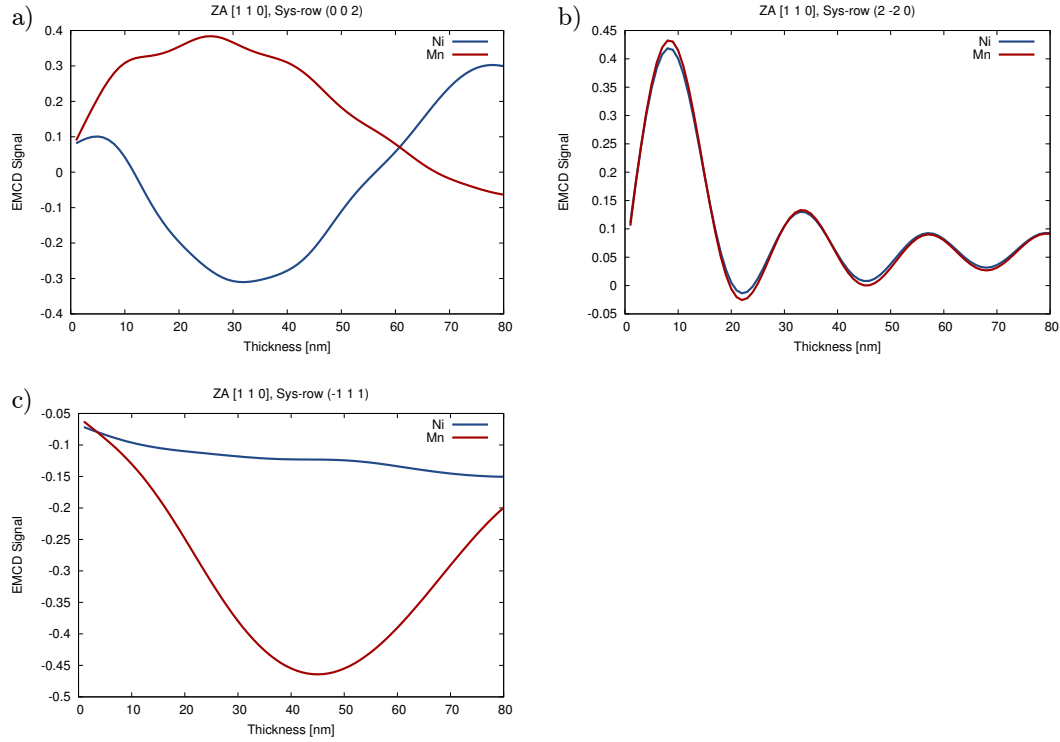 a)
ZA [1 1 0], Sys-row (0 0 2)
Ni
Mn
EMCD Signal
0.4
0.3
0.2
0.1
0
-0.1
-0.2
-0.3
-0.4
0 10 20 30 40 50 60 70 80
Thickness [nm]
b)
ZA [1 1 0], Sys-row (2 -2 0)
Ni
Mn
EMCD Signal
0.45
0.4
0.35
0.3
0.25
0.2
0.15
0.1
0.05
0
-0.05
0 10 20 30 40 50 60 70 80
Thickness [nm]
c)
ZA [1 1 0], Sys-row (-1 1 1)
Ni
Mn
EMCD Signal
-0.05
-0.1
-0.15
-0.2
-0.25
-0.3
-0.35
-0.4
-0.45
-0.5
0 10 20 30 40 50 60 70 80
Thickness [nm]